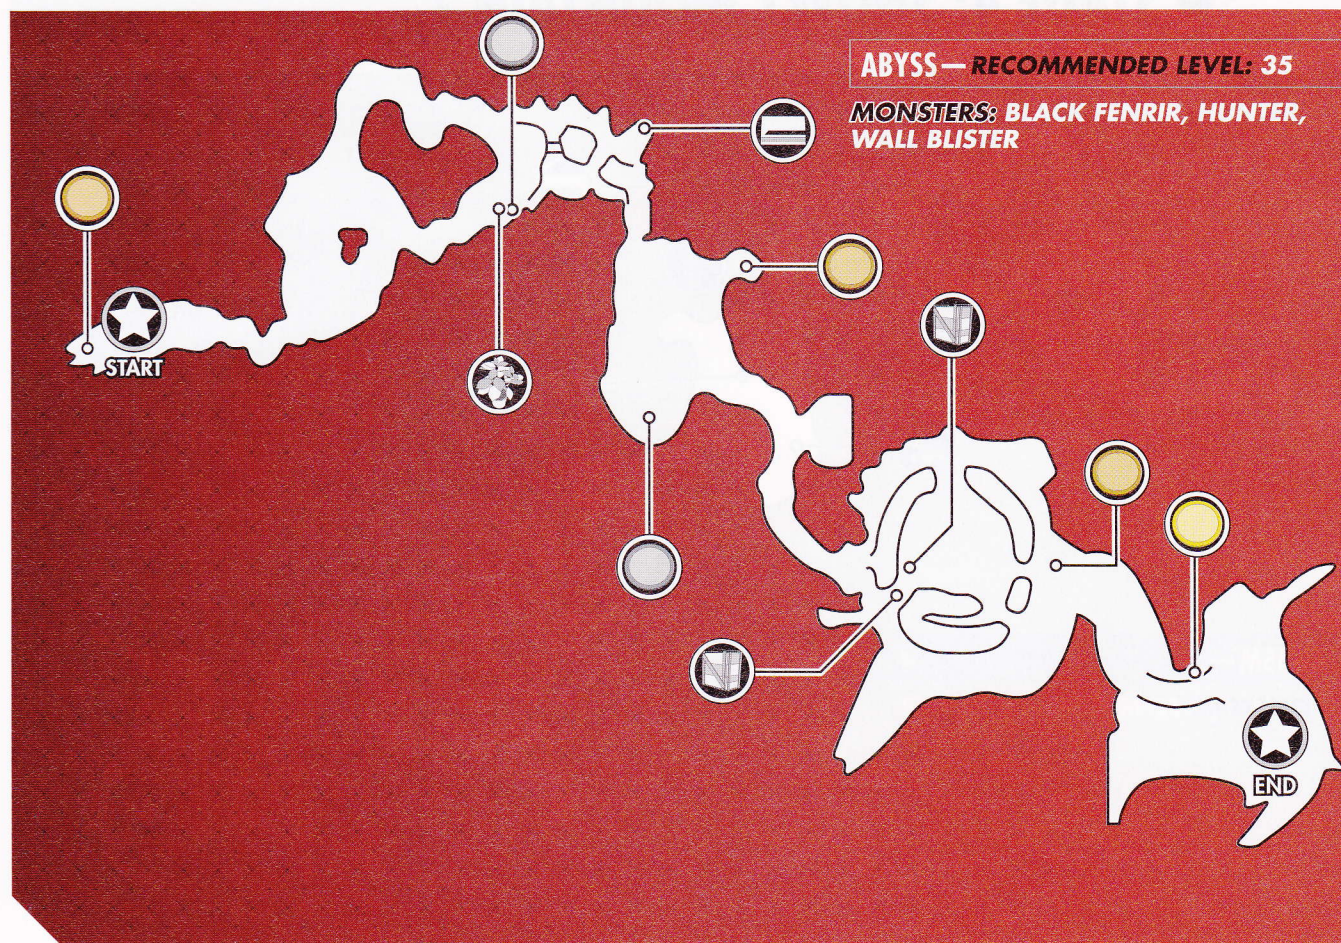 ABYSS — RECOMMENDED LEVEL: 35
MONSTERS: BLACK FENRIR, HUNTER,
WALL BLISTER
START
END